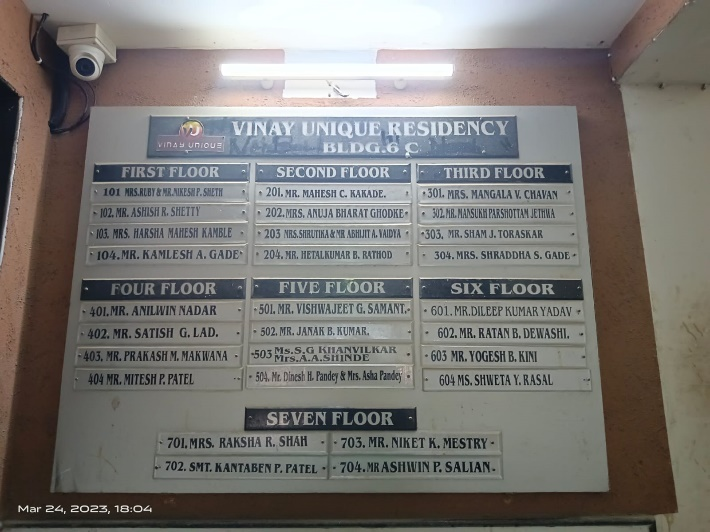 VU
VINAY UNIQUE
VINAY UNIQUE RESIDENCY
BLDG.6 C
FIRST FLOOR
101 MRS.RUBY & MR.NIKESH P. SHETH
102. MR. ASHISH R. SHETTY
103. MRS. HARSHA MAHESH KAMBLE
104. MR. KAMLESH A. GADE
SECOND FLOOR
201. MR. MAHESH C. KAKADE.
202. MRS. ANUJA BHARAT GHODKE
203 MRS.SHRUTIKA & MR ABHIJIT A. VAIDYA
204. MR. HETALKUMAR B. RATHOD
THIRD FLOOR
301. MRS. MANGALA V. CHAVAN
302. MR. MANSUKH PARSHOTTAM JETHWA
303. MR. SHAM J. TORASKAR
304. MRS. SHRADDHA S. GADE
FOUR FLOOR
401. MR. ANILWIN NADAR
402. MR. SATISH G. LAD.
403. MR. PRAKASH M. MAKWANA
404 MR. MITESH P. PATEL
FIVE FLOOR
501. MR. VISHWAJEET G. SAMANT.
502. MR. JANAK B. KUMAR.
503 Ms.S.G KHANVILKAR
Mrs.A.A.SHINDE
504. Mr. Dinesh H. Pandey & Mrs. Asha Pandey
SIX FLOOR
601. MR.DILEEP KUMAR YADAV
602. MR. RATAN B. DEWASHI.
603 MR. YOGESH B. KINI
604 MS. SHWETA Y. RASAL
SEVEN FLOOR
701. MRS. RAKSHA R. SHAH
702. SMT. KANTABEN P. PATEL
703. MR. NIKET K. MESTRY
704. MR ASHWIN P. SALIAN
Mar 24, 2023, 18:04